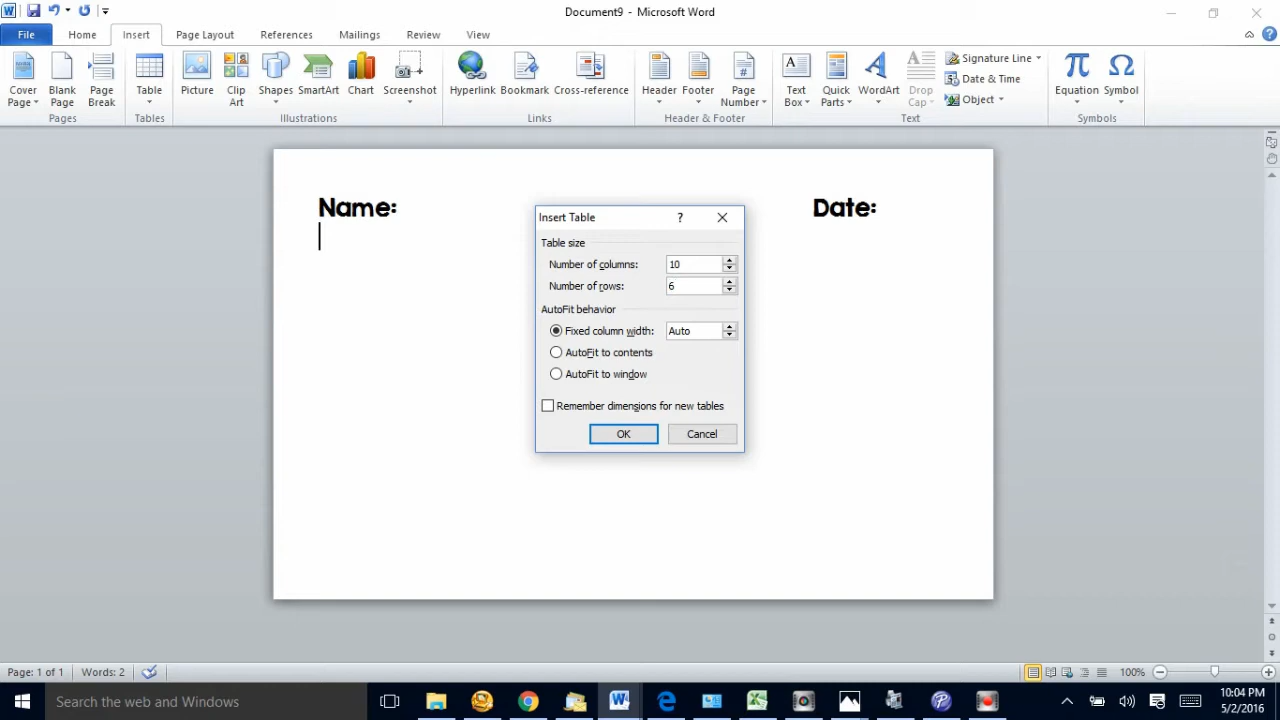 Document9 - Microsoft Word
File Home Insert Page Layout References Mailings Review View
Cover Page Blank Page Page Break Table Picture Clip Art Shapes SmartArt Chart Screenshot Hyperlink Bookmark Cross-reference Header Footer Page Number Text Box Quick Parts WordArt Drop Cap Signature Line Date & Time Object Equation Symbol
Pages Tables Illustrations Links Header & Footer Text Symbols
Name: Date:
Insert Table ?
Table size
Number of columns: 10
Number of rows: 6
AutoFit behavior
Fixed column width: Auto
AutoFit to contents
AutoFit to window
Remember dimensions for new tables
OK Cancel
Page: 1 of 1 Words: 2 100%
Search the web and Windows
10:04 PM
5/2/2016